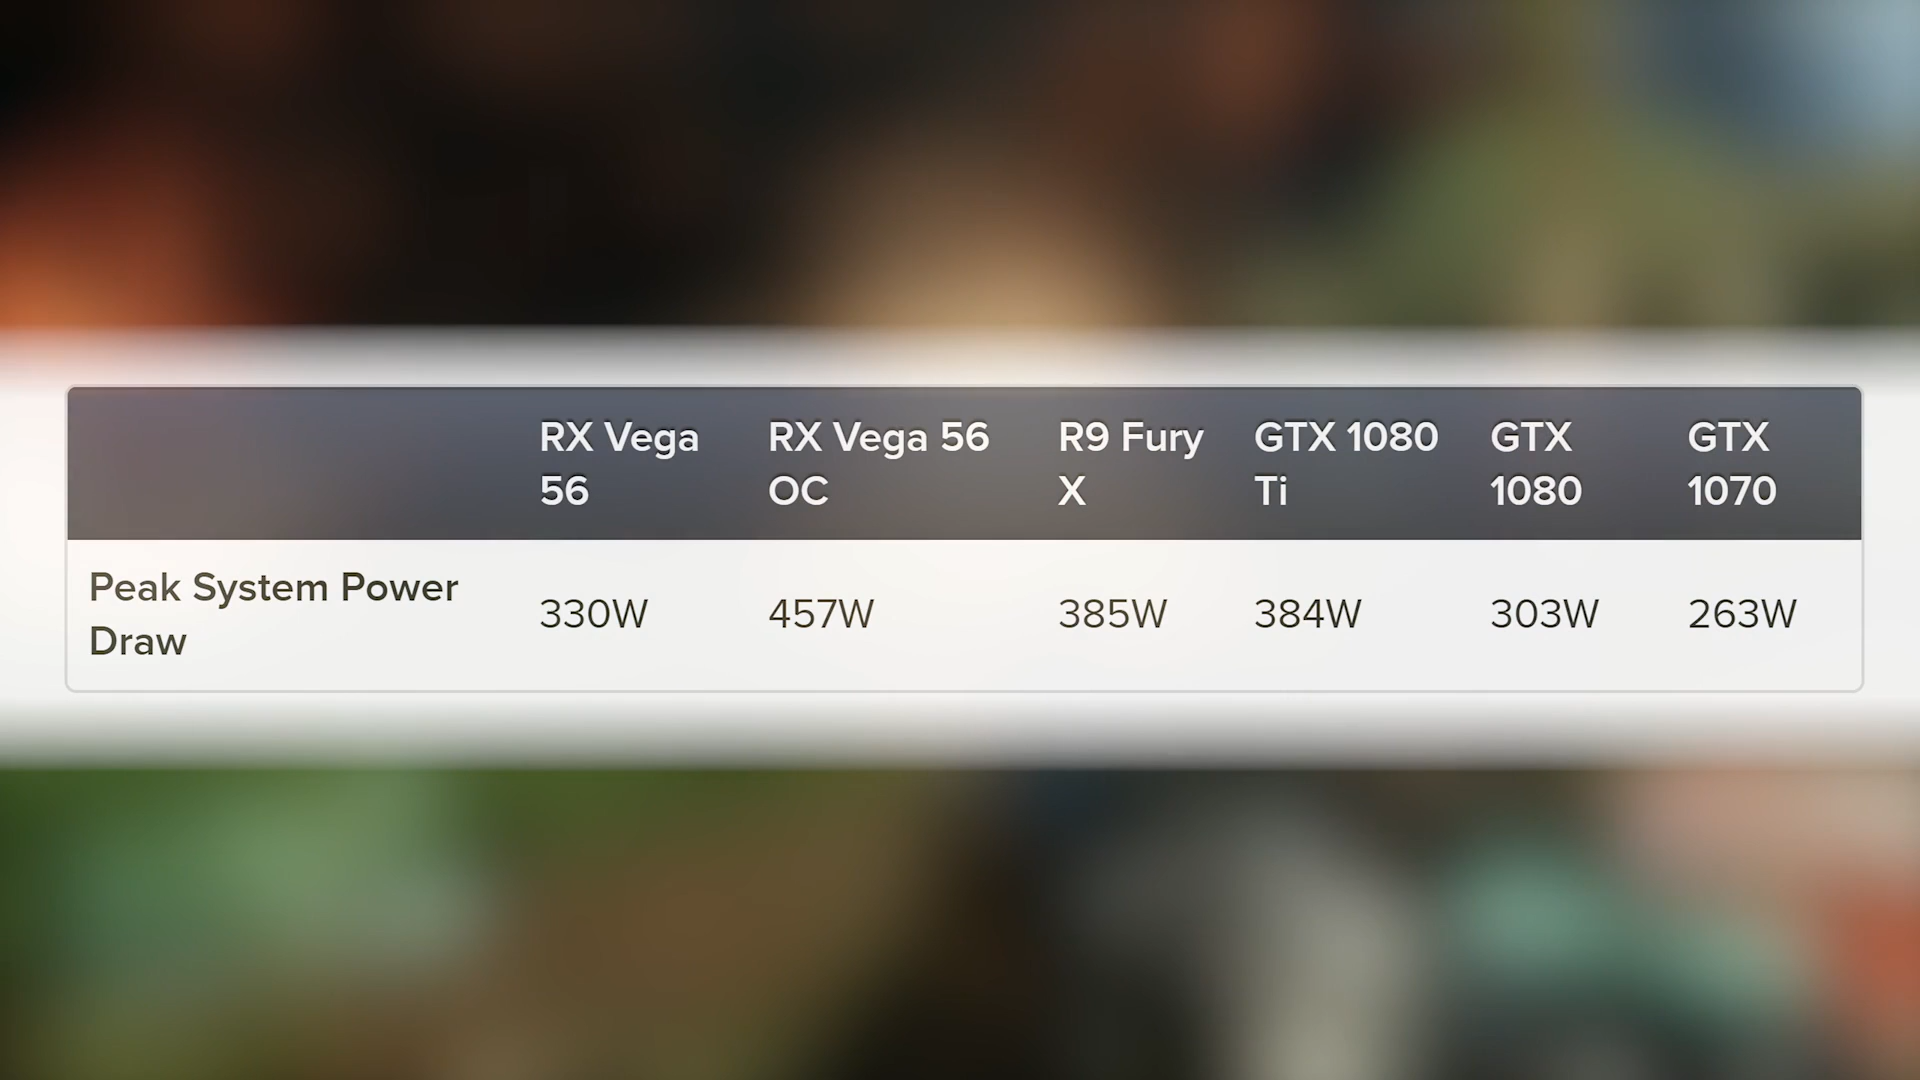 RX Vega 56
RX Vega 56 OC
R9 Fury X
GTX 1080 Ti
GTX 1080
GTX 1070
Peak System Power Draw
330W
457W
385W
384W
303W
263W